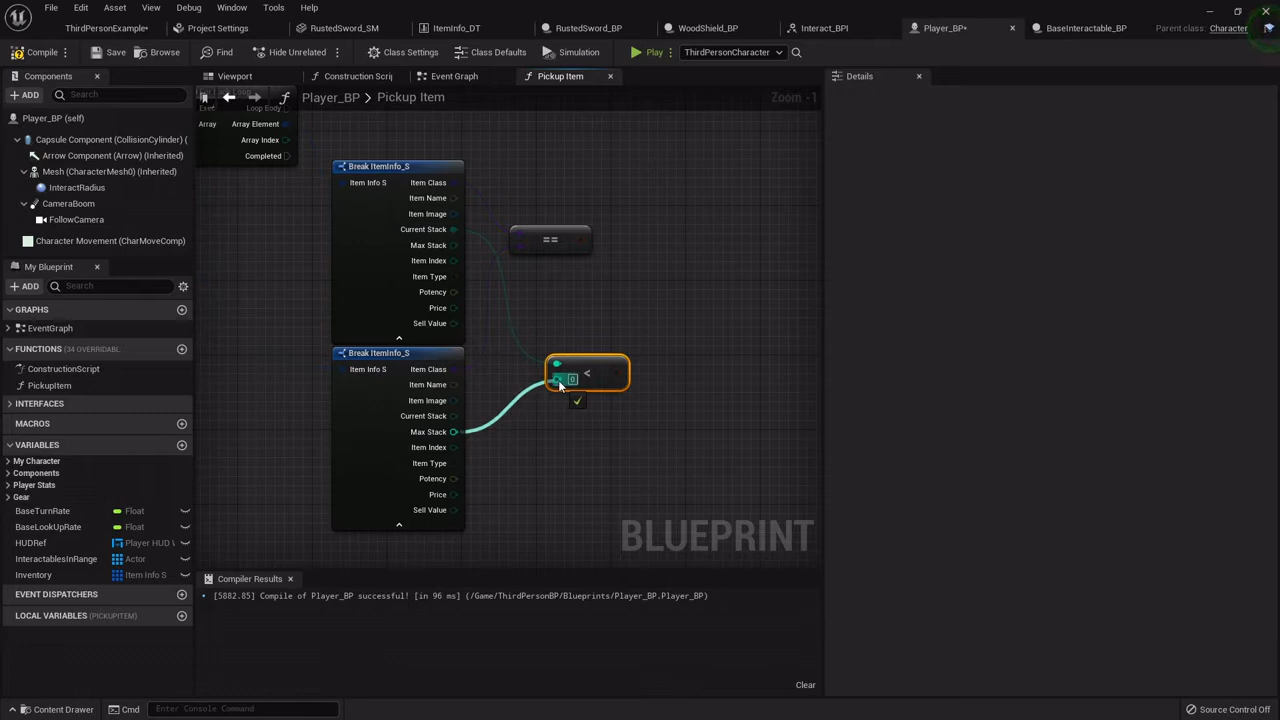 File Edit Asset View Debug Window Tools Help
ThirdPersonExample• Project Settings RustedSword_SM ItemInfo_DT RustedSword_BP WoodShield_BP Interact_BPI Player_BP• BaseInteractable_BP Parent class: Character
Compile Save Browse Find Hide Unrelated Class Settings Class Defaults Simulation Play ThirdPersonCharacter
Components Viewport Construction Scrip Event Graph Pickup Item Details
ADD Search
Player_BP > Pickup Item Zoom -1
Player_BP (self)
Capsule Component (CollisionCylinder) (
Arrow Component (Arrow) (Inherited)
Mesh (CharacterMesh0) (Inherited)
InteractRadius
CameraBoom
FollowCamera
Character Movement (CharMoveComp)
Exec Loop Body
Array Array Element
Array Index
Completed
Break ItemInfo_S
Item Info S Item Class
Item Name
Item Image
Current Stack
Max Stack
Item Index
Item Type
Potency
Price
Sell Value
==
Break ItemInfo_S
Item Info S Item Class
Item Name
Item Image
Current Stack
Max Stack
Item Index
Item Type
Potency
Price
Sell Value
0 <
BLUEPRINT
My Blueprint
ADD Search
GRAPHS
EventGraph
FUNCTIONS (34 OVERRIDABL
ConstructionScript
PickupItem
INTERFACES
MACROS
VARIABLES
My Character
Components
Player Stats
Gear
BaseTurnRate Float
BaseLookUpRate Float
HUDRef Player HUD
InteractablesInRange Actor
Inventory Item Info S
EVENT DISPATCHERS
LOCAL VARIABLES (PICKUPITEM)
Compiler Results
[5882.85] Compile of Player_BP successful! [in 96 ms] (/Game/ThirdPersonBP/Blueprints/Player_BP.Player_BP)
Clear
Content Drawer Cmd Enter Console Command Source Control Off